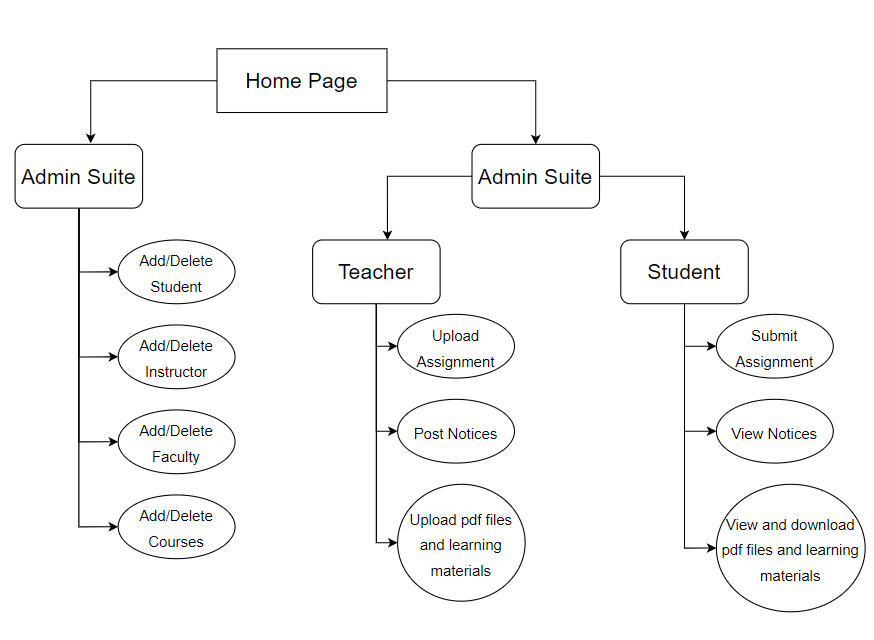 Home Page
Admin Suite
Admin Suite
Add/Delete
Student
Add/Delete
Instructor
Add/Delete
Faculty
Add/Delete
Courses
Teacher
Upload
Assignment
Post Notices
Upload pdf files
and learning
materials
Student
Submit
Assignment
View Notices
View and download
pdf files and learning
materials